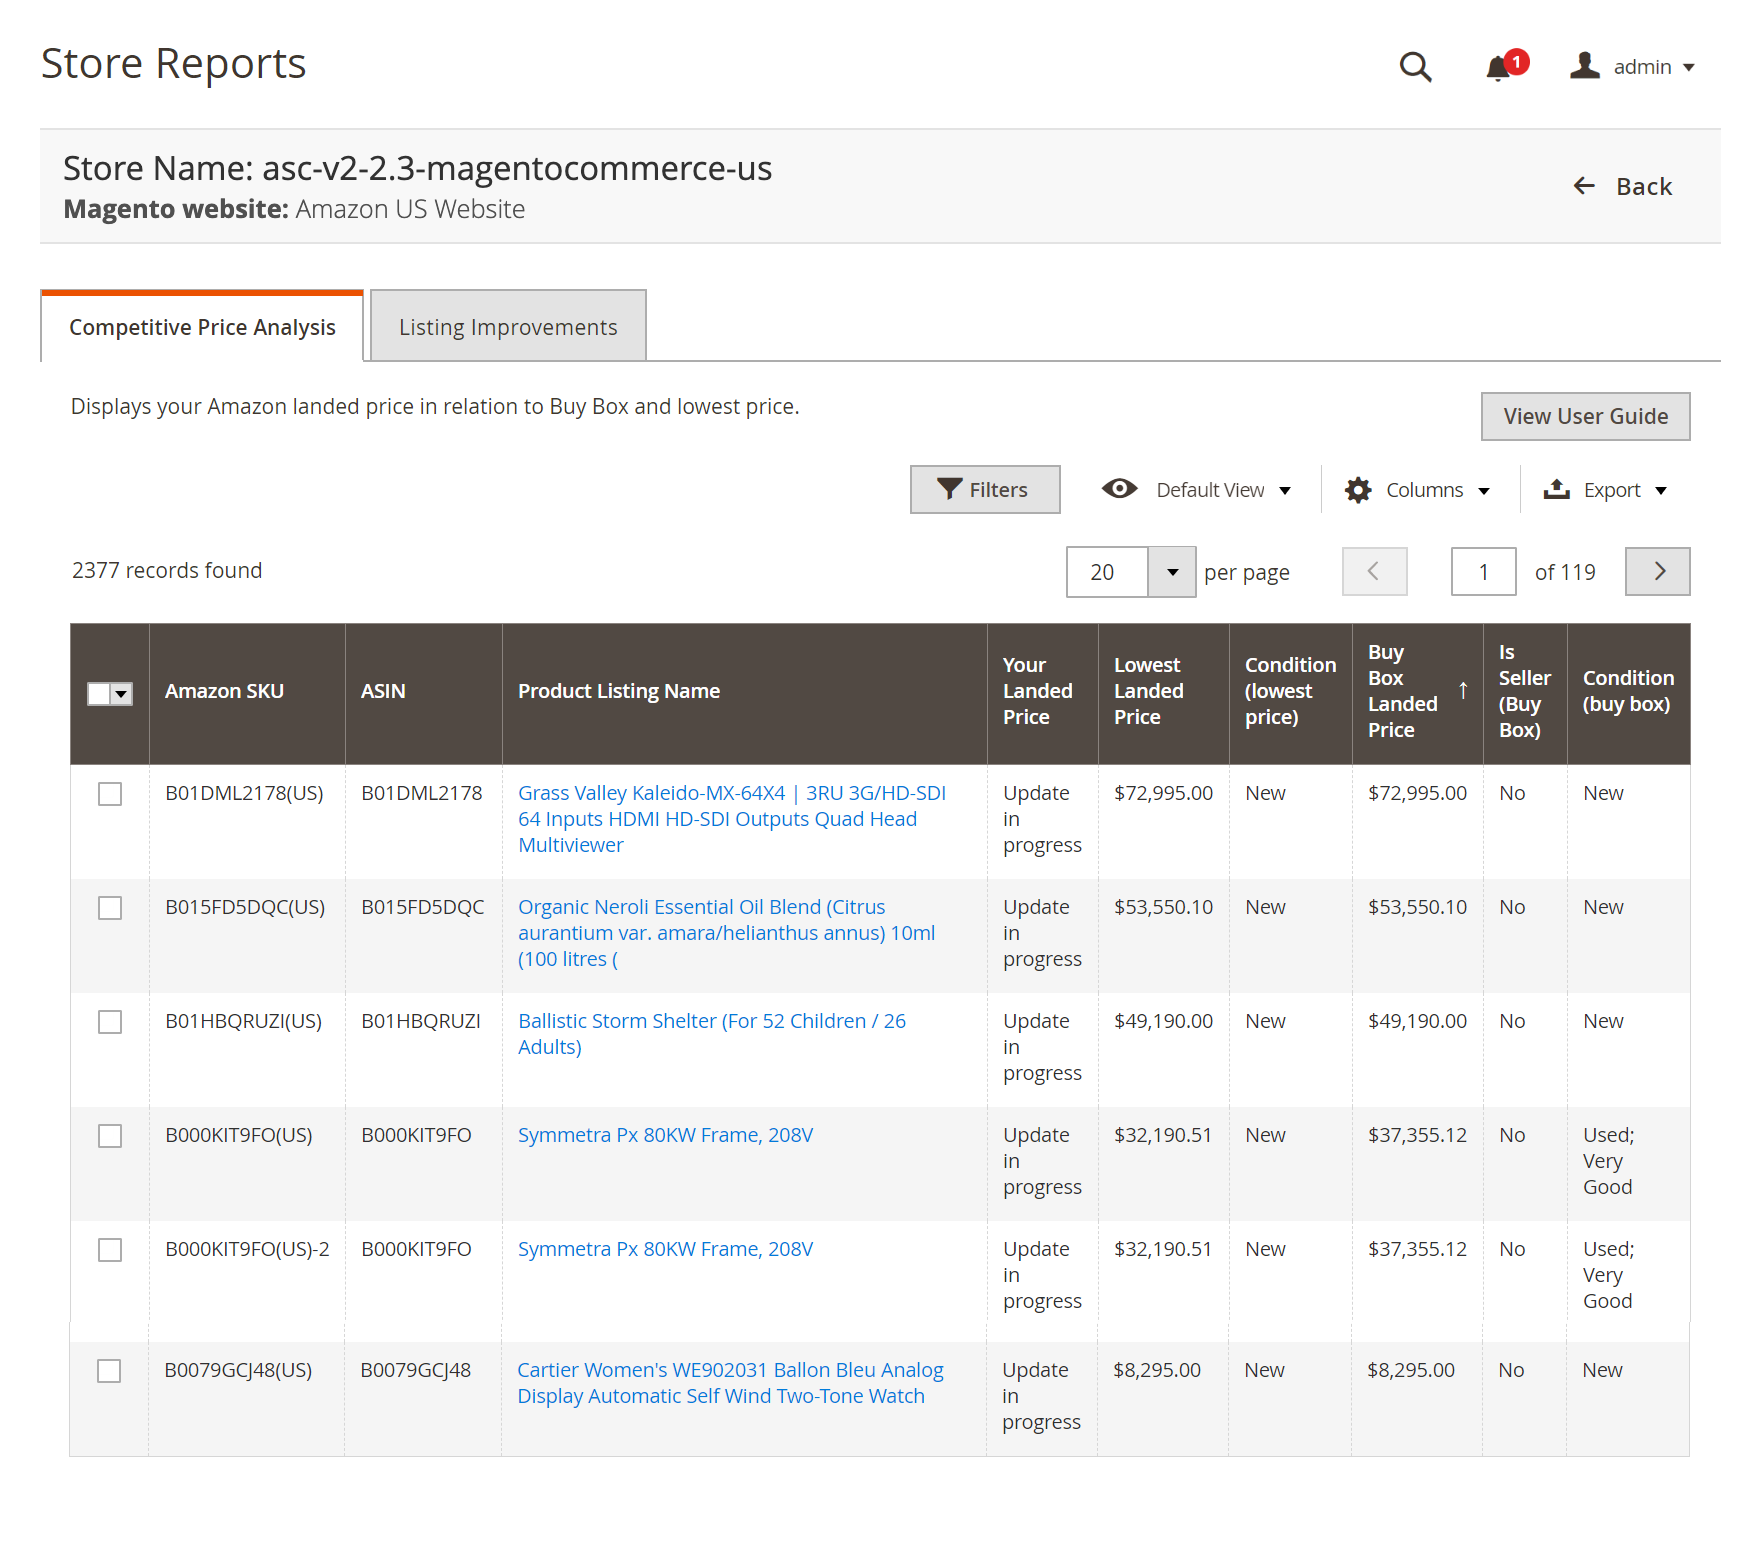 Store Reports
1
admin
Store Name: asc-v2-2.3-magentocommerce-us
Magento website: Amazon US Website
Back
Competitive Price Analysis
Listing Improvements
Displays your Amazon landed price in relation to Buy Box and lowest price.
View User Guide
Filters
Default View
Columns
Export
2377 records found
20
per page
1
of 119
Amazon SKU
ASIN
Product Listing Name
Your
Landed
Price
Lowest
Landed
Price
Condition
(lowest
price)
Buy
Box
Landed
Price
↑
Is
Seller
(Buy
Box)
Condition
(buy box)
B01DML2178(US)
B01DML2178
Grass Valley Kaleido-MX-64X4 | 3RU 3G/HD-SDI
64 Inputs HDMI HD-SDI Outputs Quad Head
Multiviewer
Update
in
progress
$72,995.00
New
$72,995.00
No
New
B015FD5DQC(US)
B015FD5DQC
Organic Neroli Essential Oil Blend (Citrus
aurantium var. amara/helianthus annus) 10ml
(100 litres (
Update
in
progress
$53,550.10
New
$53,550.10
No
New
B01HBQRUZI(US)
B01HBQRUZI
Ballistic Storm Shelter (For 52 Children / 26
Adults)
Update
in
progress
$49,190.00
New
$49,190.00
No
New
B000KIT9FO(US)
B000KIT9FO
Symmetra Px 80KW Frame, 208V
Update
in
progress
$32,190.51
New
$37,355.12
No
Used;
Very
Good
B000KIT9FO(US)-2
B000KIT9FO
Symmetra Px 80KW Frame, 208V
Update
in
progress
$32,190.51
New
$37,355.12
No
Used;
Very
Good
B0079GCJ48(US)
B0079GCJ48
Cartier Women's WE902031 Ballon Bleu Analog
Display Automatic Self Wind Two-Tone Watch
Update
in
progress
$8,295.00
New
$8,295.00
No
New